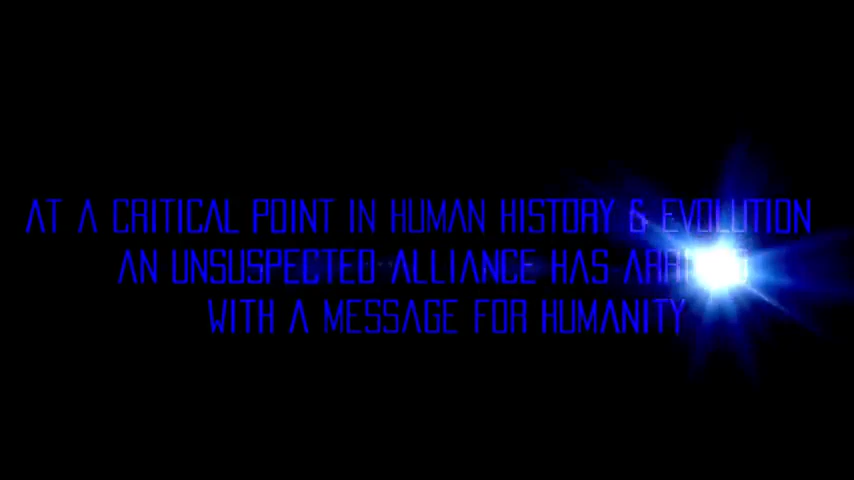 AT A CRITICAL POINT IN HUMAN HISTORY & EVOLUTION
AN UNSUSPECTED ALLIANCE HAS
WITH A MESSAGE FOR HUMANITY